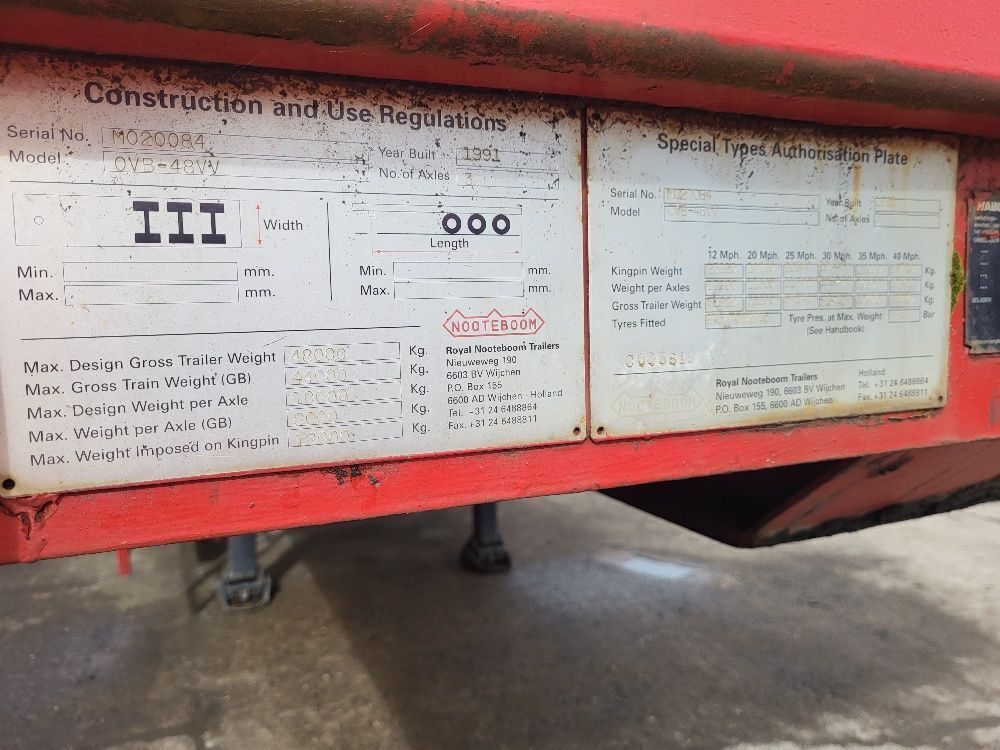 Construction and Use Regulations
Serial No. M020084
Model OVB-48VV
Year Built 1991
No. of Axles 3
Width
Length
Min. mm.
Max. mm.
Min. mm.
Max. mm.
NOOTEBOOM
Max. Design Gross Trailer Weight 48000 Kg.
Max. Gross Train Weight (GB) 44000 Kg.
Max. Design Weight per Axle Kg.
Max. Weight per Axle (GB) Kg.
Max. Weight Imposed on Kingpin Kg.
Royal Nooteboom Trailers
Nieuweweg 190
6603 BV Wijchen
P.O. Box 155
6600 AD Wijchen - Holland
Tel. +31 24 6488864
Fax. +31 24 6488811
Special Types Authorisation Plate
Serial No. M020084
Model OVB-48VV
Year Built
No of Axles
12 Mph. 20 Mph. 25 Mph. 30 Mph. 35 Mph. 40 Mph.
Kingpin Weight Kg.
Weight per Axles Kg.
Gross Trailer Weight Kg.
Tyres Fitted Tyre Pres. at Max. Weight Bar
(See Handbook)
C003819
NOOTEBOOM
Royal Nooteboom Trailers Holland
Nieuweweg 190, 6603 BV Wijchen Tel. +31 24 6488864
P.O. Box 155, 6600 AD Wijchen Fax. +31 24 6488811